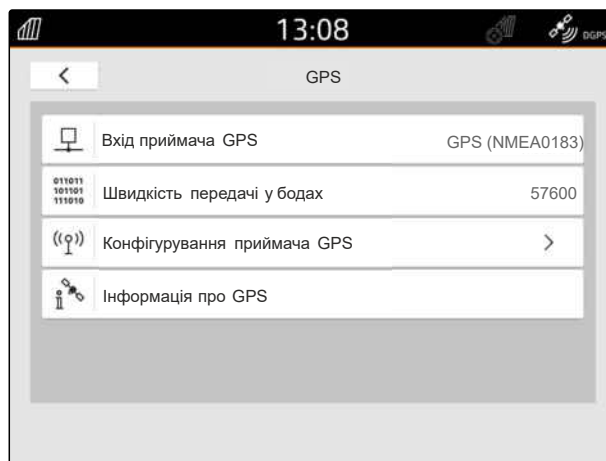 13:08
DGPS
GPS
Вхід приймача GPS
GPS (NMEA0183)
011011
101101
111010
Швидкість передачі у бодах
57600
Конфігурування приймача GPS
Інформація про GPS